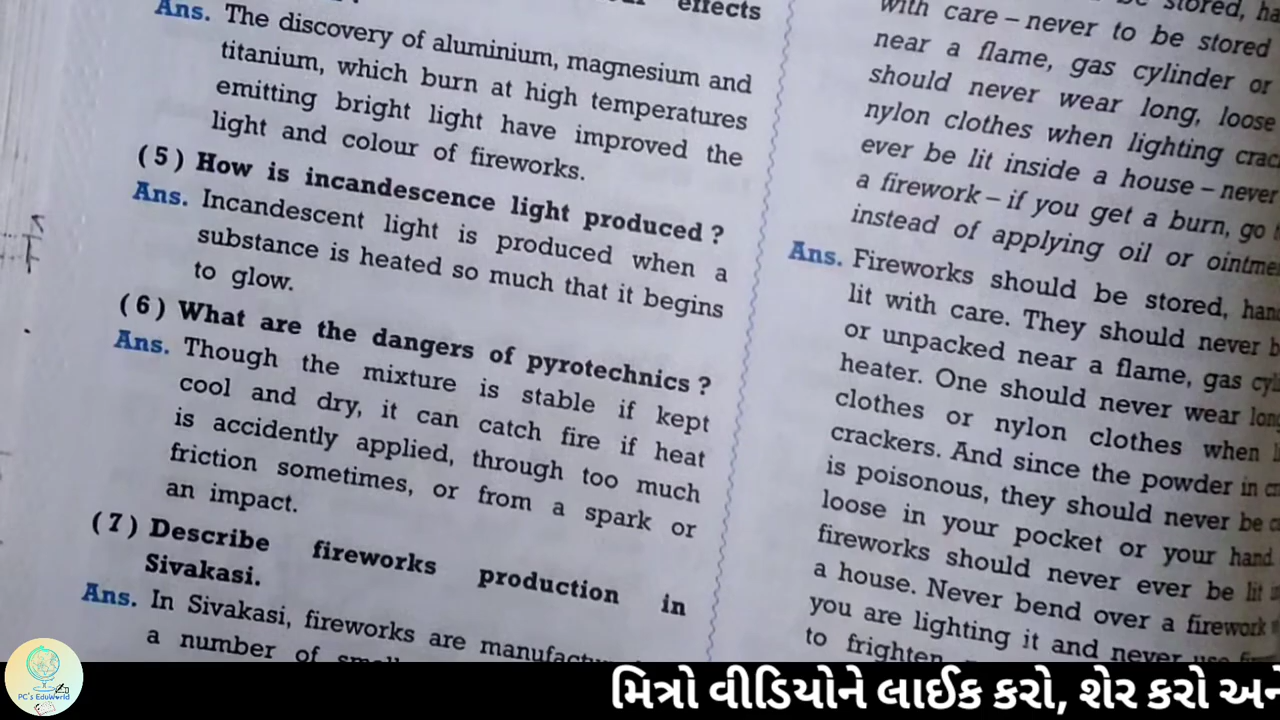 effects
Ans. The discovery of aluminium, magnesium and
titanium, which burn at high temperatures
emitting bright light have improved the
light and colour of fireworks.
(5) How is incandescence light produced ?
Ans. Incandescent light is produced when a
substance is heated so much that it begins
to glow.
(6) What are the dangers of pyrotechnics ?
Ans. Though the mixture is stable if kept
cool and dry, it can catch fire if heat
is accidently applied, through too much
friction sometimes, or from a spark or
an impact.
(7) Describe fireworks production in
Sivakasi.
Ans. In Sivakasi, fireworks are
a number of
stored,
with care – never to be stored
near a flame, gas cylinder or
should never wear long, loose
nylon clothes when lighting
ever be lit inside a house – never
a firework – if you get a burn, go
instead of applying oil or
Ans. Fireworks should be stored,
lit with care. They should never
or unpacked near a flame, gas
heater. One should never wear
clothes or nylon clothes when
crackers. And since the powder in
is poisonous, they should never be
loose in your pocket or your hand
fireworks should never ever be lit
a house. Never bend over a firework
you are lighting it and never
to frighten
PC's EduWorld
મિત્રો વીડિયોને લાઈક કરો, શેર કરો અને